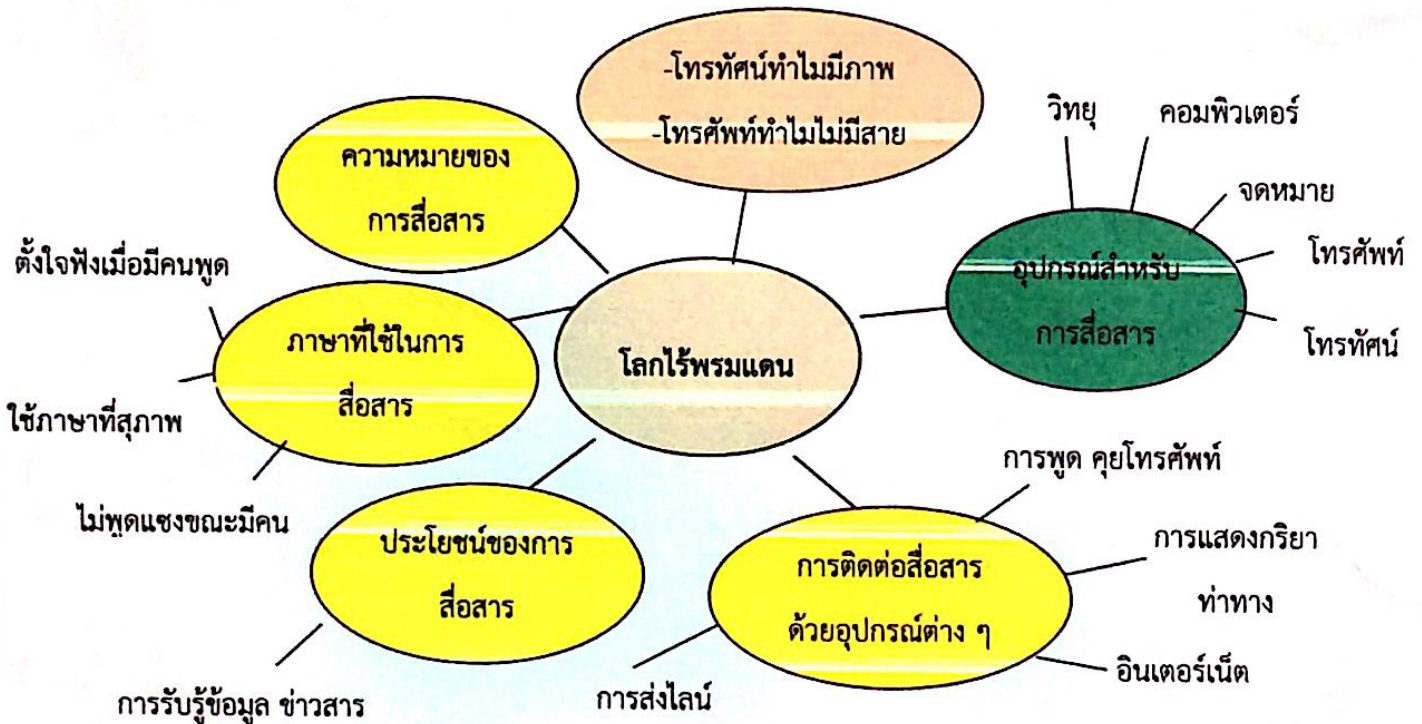 -โทรทัศน์ทำไมมีภาพ
-โทรศัพท์ทำไมไม่มีสาย
วิทยุ
คอมพิวเตอร์
จดหมาย
โทรศัพท์
โทรทัศน์
อุปกรณ์สำหรับ
การสื่อสาร
ความหมายของ
การสื่อสาร
ตั้งใจฟังเมื่อมีคนพูด
ภาษาที่ใช้ในการ
สื่อสาร
ใช้ภาษาที่สุภาพ
ไม่พูดแซงขณะมีคน
โลกไร้พรมแดน
ประโยชน์ของการ
สื่อสาร
การรับรู้ข้อมูล ข่าวสาร
การพูด คุยโทรศัพท์
การติดต่อสื่อสาร
ด้วยอุปกรณ์ต่าง ๆ
การแสดงกริยา
ท่าทาง
อินเตอร์เน็ต
การส่งไลน์